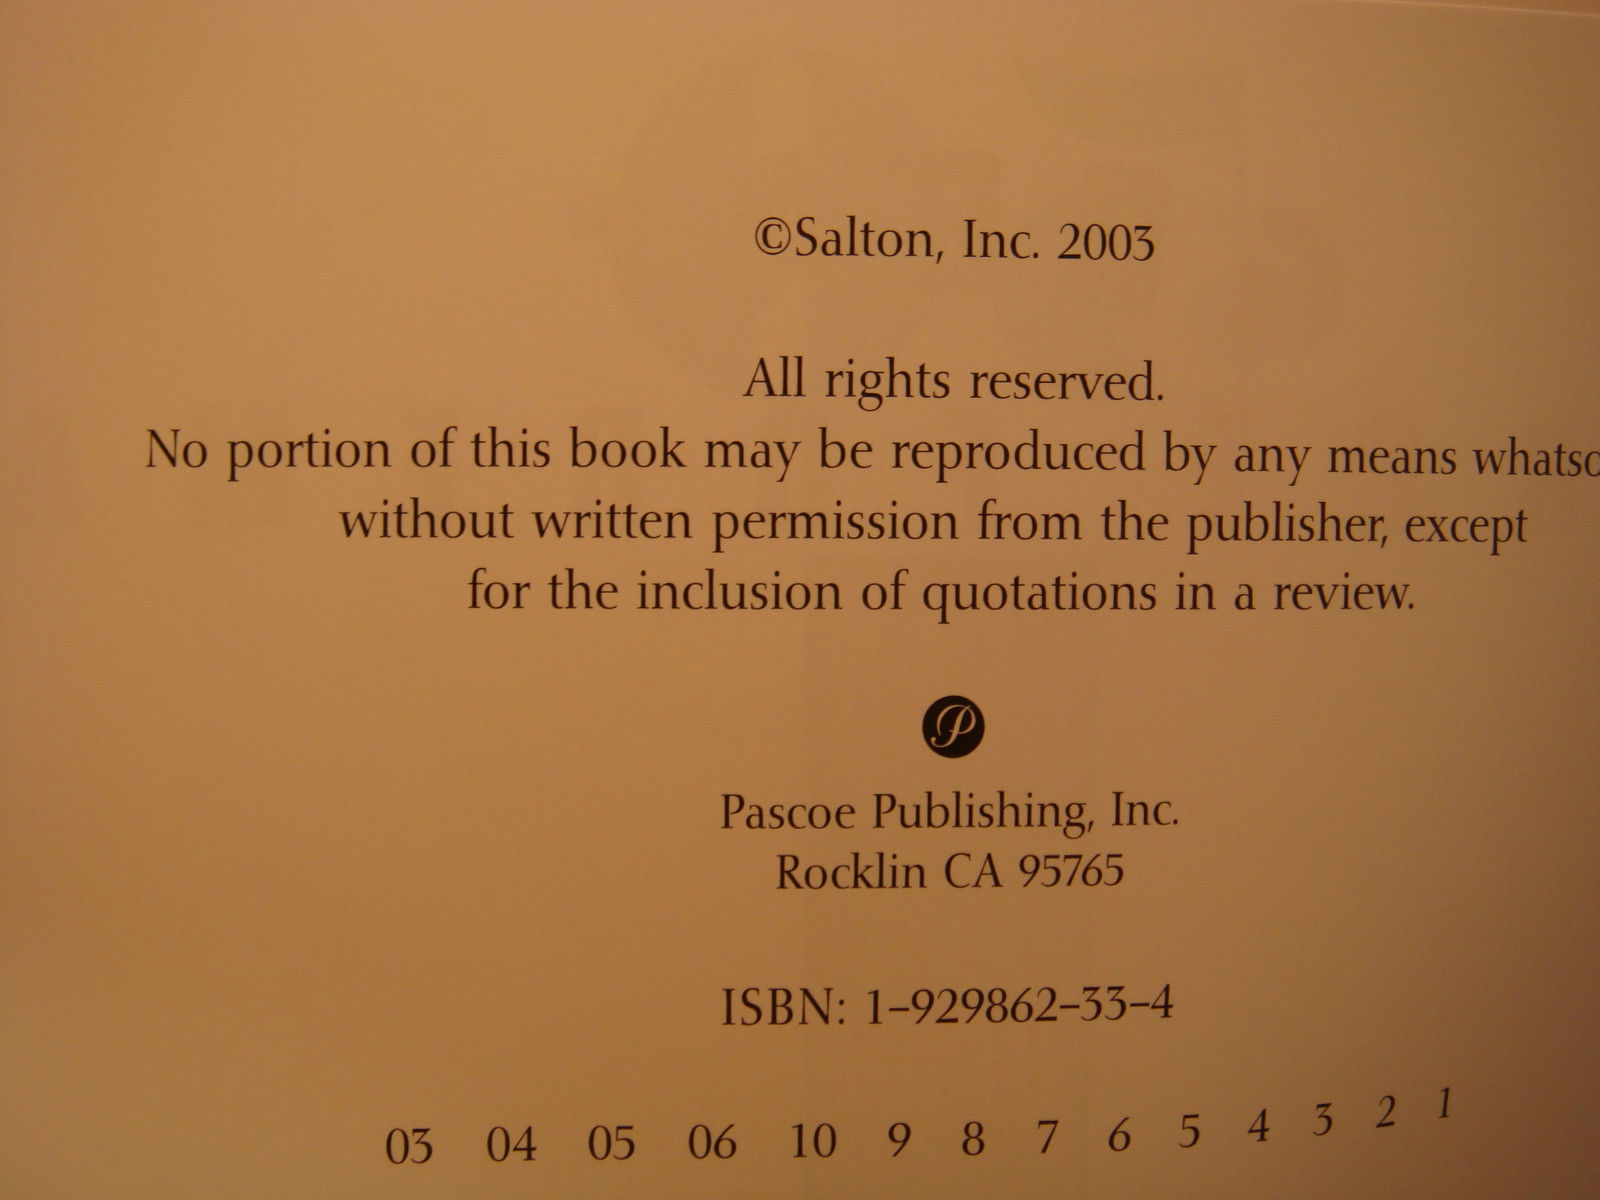 ©Salton, Inc. 2003
All rights reserved.
No portion of this book may be reproduced by any means
without written permission from the publisher, except
for the inclusion of quotations in a review.
P
Pascoe Publishing, Inc.
Rocklin CA 95765
ISBN: 1–929862–33–4
03 04 05 06 10 9 8 7 6 5 4 3 2 1